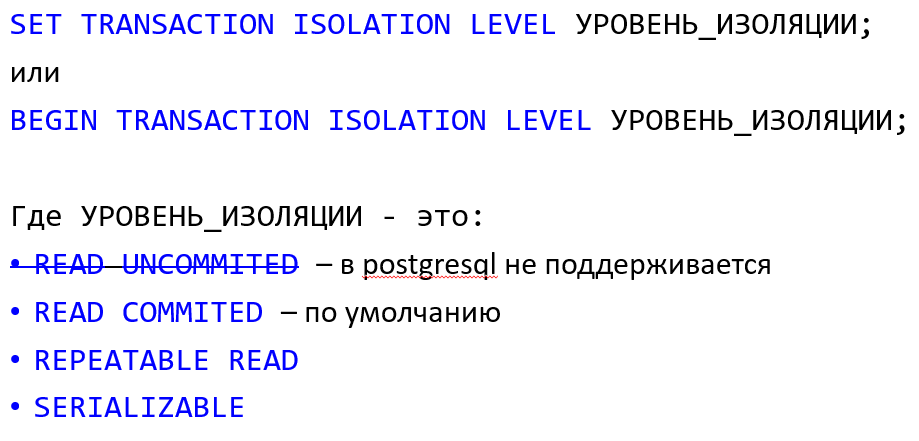 SET TRANSACTION ISOLATION LEVEL УРОВЕНЬ_ИЗОЛЯЦИИ;
или
BEGIN TRANSACTION ISOLATION LEVEL УРОВЕНЬ_ИЗОЛЯЦИИ;
Где УРОВЕНЬ_ИЗОЛЯЦИИ - это:
• READ UNCOMMITED – в postgresql не поддерживается
• READ COMMITED – по умолчанию
• REPEATABLE READ
• SERIALIZABLE